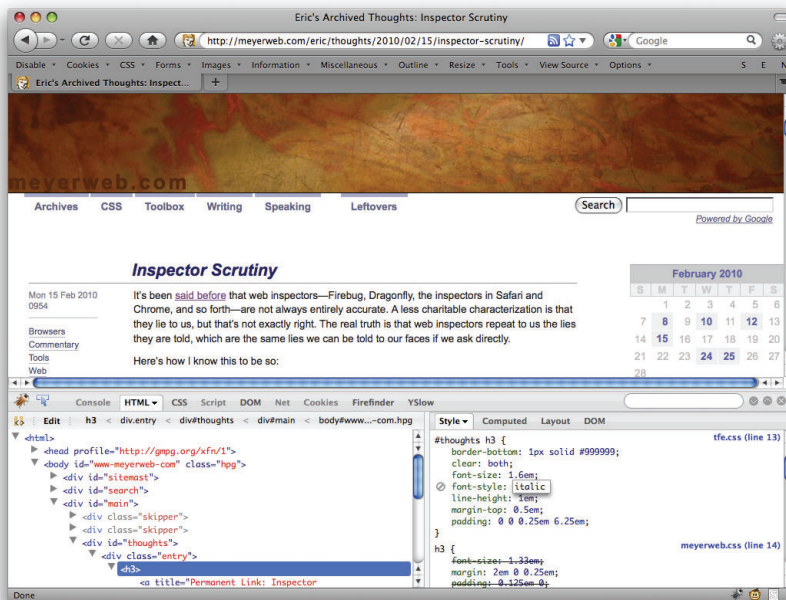 Eric's Archived Thoughts: Inspector Scrutiny
http://meyerweb.com/eric/thoughts/2010/02/15/inspector-scrutiny/
Google
Disable Cookies CSS Forms Images Information Miscellaneous Outline Resize Tools View Source Options S E N
Eric's Archived Thoughts: Inspect... +
meyerweb.com
Archives CSS Toolbox Writing Speaking Leftovers Search
Powered by Google
Inspector Scrutiny
Mon 15 Feb 2010
0954
Browsers
Commentary
Tools
Web
It's been said before that web inspectors—Firebug, Dragonfly, the inspectors in Safari and
Chrome, and so forth—are not always entirely accurate. A less charitable characterization is that
they lie to us, but that's not exactly right. The real truth is that web inspectors repeat to us the lies
they are told, which are the same lies we can be told to our faces if we ask directly.
Here's how I know this to be so:
February 2010
S M T W T F S
1 2 3 4 5 6
7 8 9 10 11 12 13
14 15 16 17 18 19 20
21 22 23 24 25 26 27
28
Console HTML CSS Script DOM Net Cookies Firefinder YSlow
Edit h3 < div.entry < div#thoughts < div#main < body#www...-com.hpg
<html>
<head profile="http://gmpg.org/xfn/1">
<body id="www-meyerweb-com" class="hpg">
<div id="sitemast">
<div id="search">
<div id="main">
<div class="skipper">
<div class="skipper">
<div id="thoughts">
<div class="entry">
<h3>
<a title="Permanent Link: Inspector
Style Computed Layout DOM
#thoughts h3 { tfe.css (line 13)
border-bottom: 1px solid #999999;
clear: both;
font-size: 1.6em;
font-style: italic
line-height: 1em;
margin-top: 0.5em;
padding: 0 0 0.25em 6.25em;
}
h3 { meyerweb.css (line 14)
font-size: 1.33em;
margin: 2em 0 0.25em;
padding: 0.125em 0;
Done